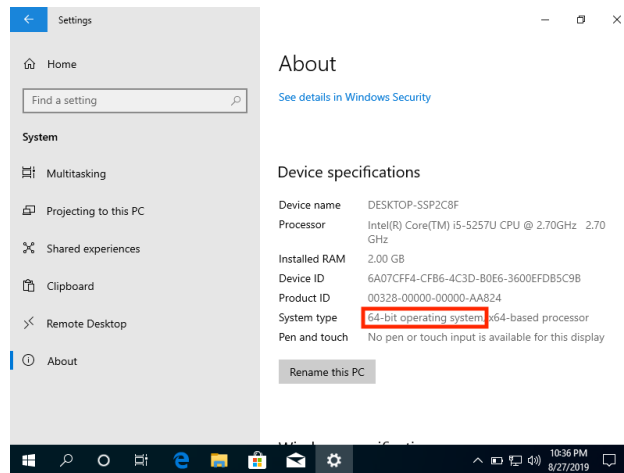 Settings
Home
About
Find a setting
See details in Windows Security
System
Device specifications
Multitasking
Projecting to this PC
Shared experiences
Clipboard
Remote Desktop
About
Device name DESKTOP-SSP2C8F
Processor Intel(R) Core(TM) i5-5257U CPU @ 2.70GHz 2.70
GHz
Installed RAM 2.00 GB
Device ID 6A07CFF4-CFB6-4C3D-B0E6-3600EFDB5C9B
Product ID 00328-00000-00000-AA824
System type 64-bit operating system, x64-based processor
Pen and touch No pen or touch input is available for this display
Rename this PC
10:36 PM
8/27/2019